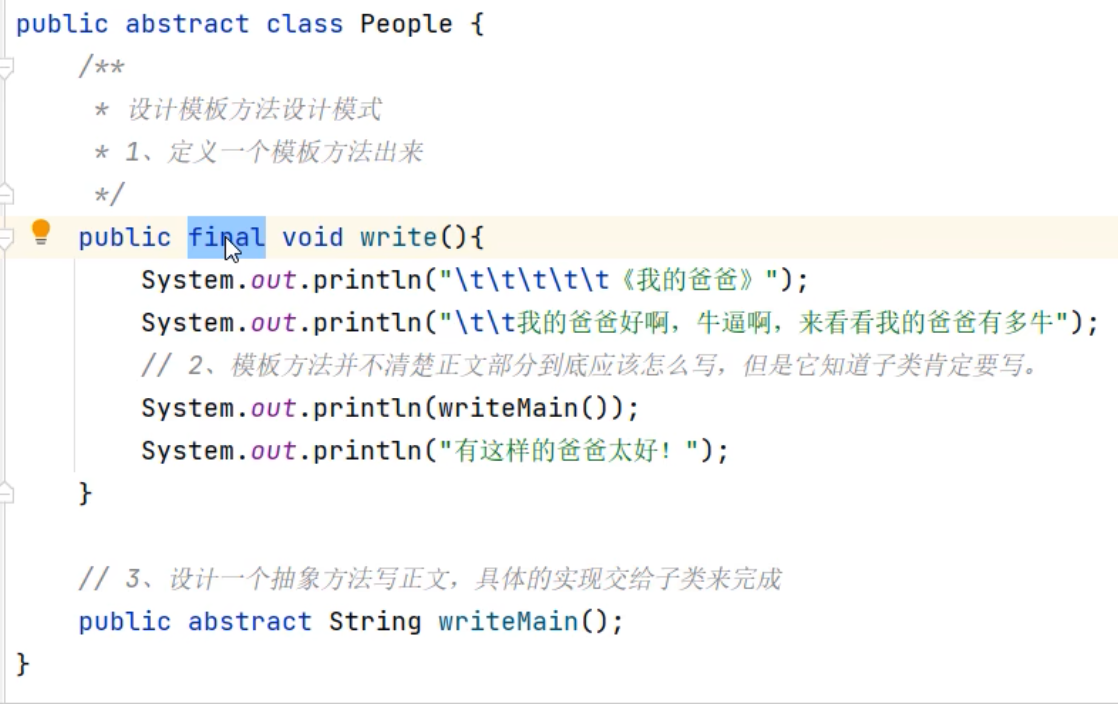 public abstract class People {
/**
* 设计模板方法设计模式
* 1、定义一个模板方法出来
*/
public final void write(){
System.out.println("\t\t\t\t\t《我的爸爸》");
System.out.println("\t\t我的爸爸好啊，牛逼啊，来看看我的爸爸有多牛");
// 2、模板方法并不清楚正文部分到底应该怎么写，但是它知道子类肯定要写。
System.out.println(writeMain());
System.out.println("有这样的爸爸太好！");
}
// 3、设计一个抽象方法写正文，具体的实现交给子类来完成
public abstract String writeMain();
}